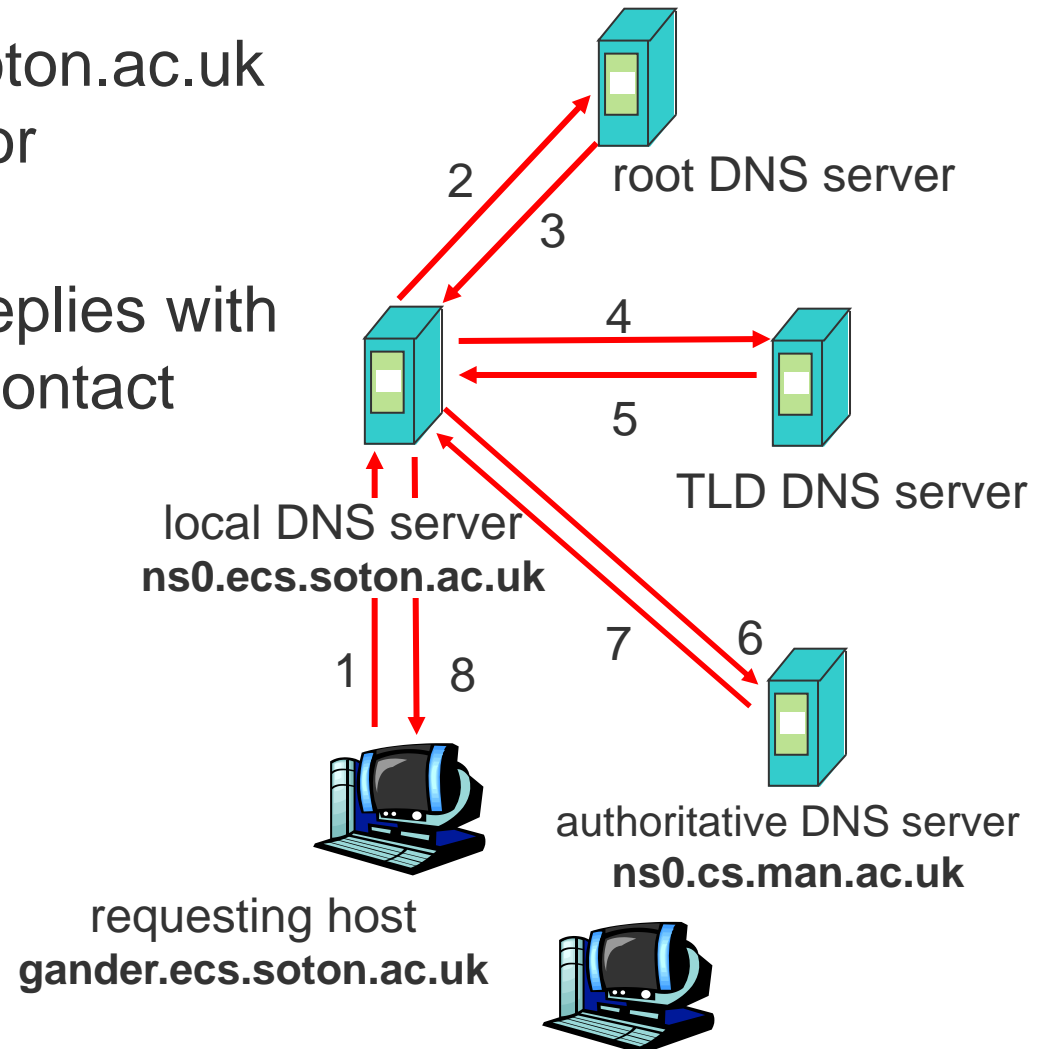 oton.ac.uk
or
eplies with
ontact
root DNS server
2
3
4
5
TLD DNS server
local DNS server
ns0.ecs.soton.ac.uk
6
7
1
8
authoritative DNS server
ns0.cs.man.ac.uk
requesting host
gander.ecs.soton.ac.uk